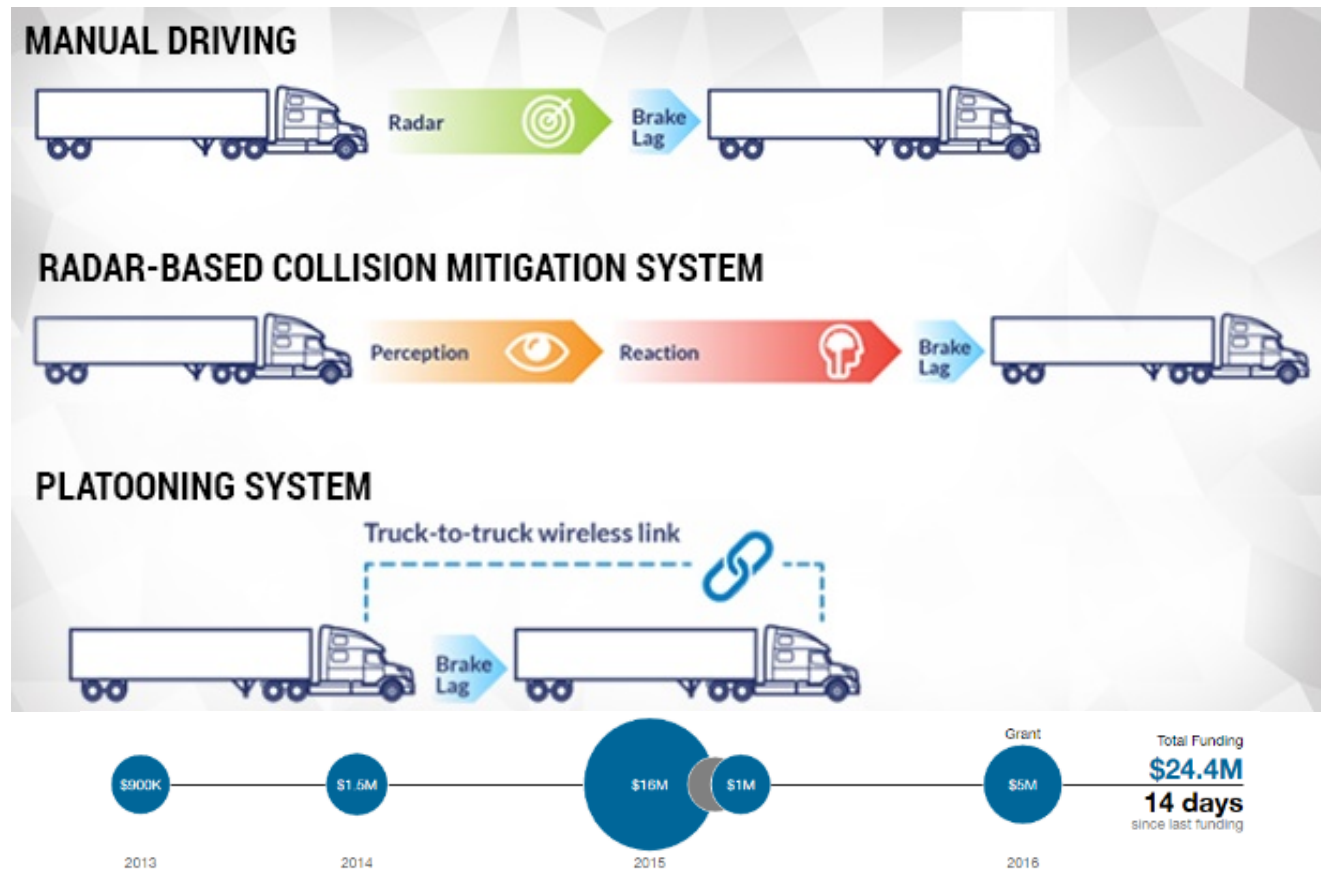 MANUAL DRIVING
Radar
Brake
Lag
RADAR-BASED COLLISION MITIGATION SYSTEM
Perception
Reaction
Brake
Lag
PLATOONING SYSTEM
Truck-to-truck wireless link
Brake
Lag
Grant
Total Funding
$900K
$1.5M
$16M
$1M
$5M
$24.4M
14 days
since last funding
2013
2014
2015
2016